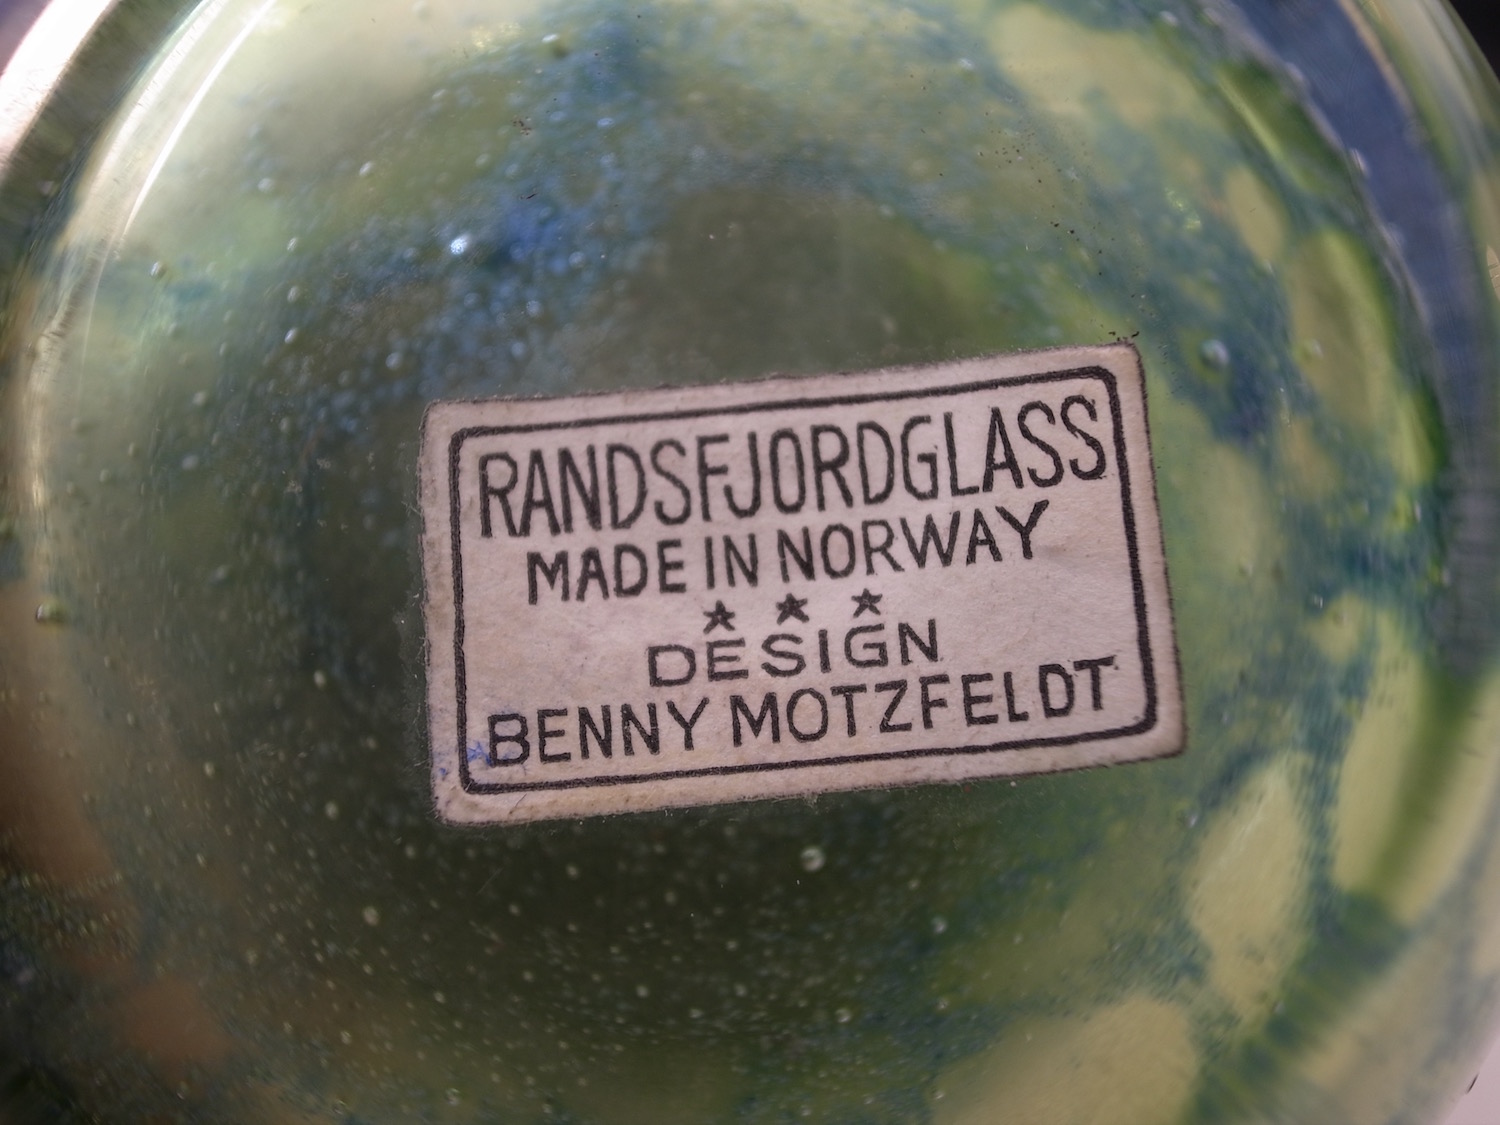 RANDSFJORDGLASS
MADE IN NORWAY
★ ★ ★
DESIGN
BENNY MOTZFELDT